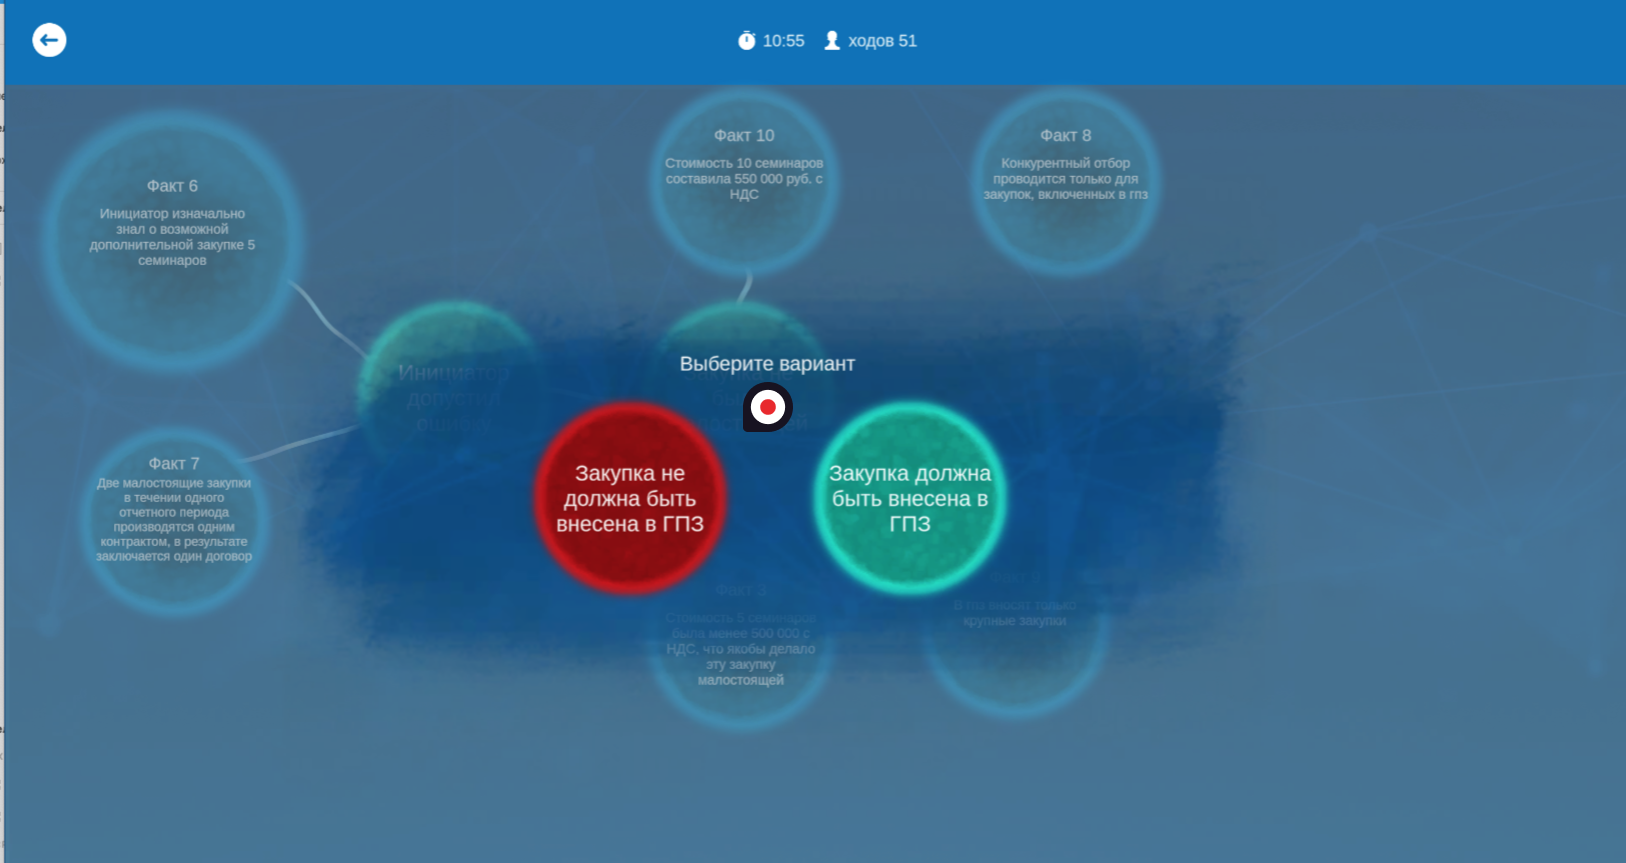 10:55 ходов 51
Факт 6
Инициатор изначально
знал о возможной
дополнительной закупке 5
семинаров
Факт 10
Стоимость 10 семинаров
составила 550 000 руб. с
НДС
Факт 8
Конкурентный отбор
проводится только для
закупок, включенных в гпз
Инициатор
допустил
Выберите вариант
Закупка не
должна быть
внесена в ГПЗ
Закупка должна
быть внесена в
ГПЗ
Факт 7
Две малостоящие закупки
в течении одного
отчетного периода
производятся одним
контрактом, в результате
заключается один договор
Факт 3
Стоимость 5 семинаров
была менее 500 000 с
НДС, что якобы делало
эту закупку
малостоящей
В гпз вносят только
крупные закупки